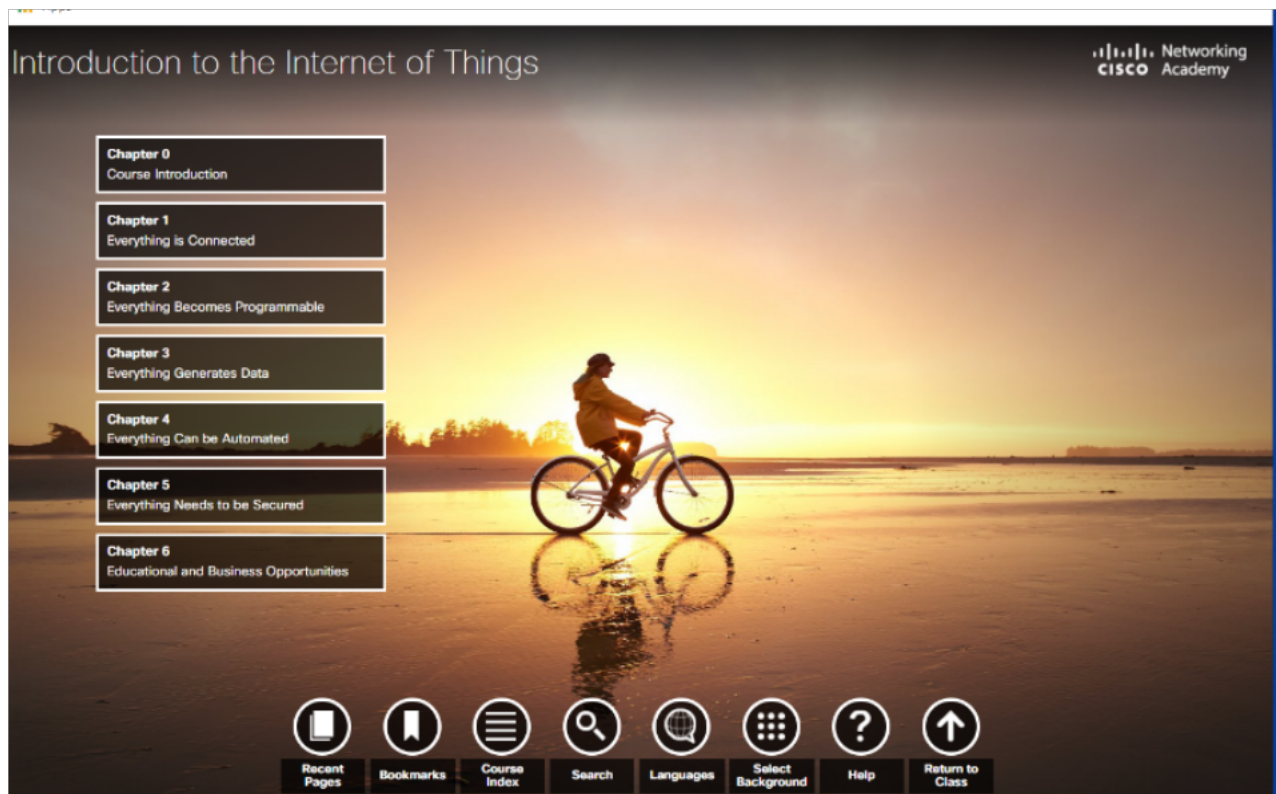 Introduction to the Internet of Things
Networking
CISCO Academy
Chapter 0
Course Introduction
Chapter 1
Everything is Connected
Chapter 2
Everything Becomes Programmable
Chapter 3
Everything Generates Data
Chapter 4
Everything Can be Automated
Chapter 5
Everything Needs to be Secured
Chapter 6
Educational and Business Opportunities
Recent
Pages
Bookmarks
Course
Index
Search
Languages
Select
Background
Help
Return to
Class